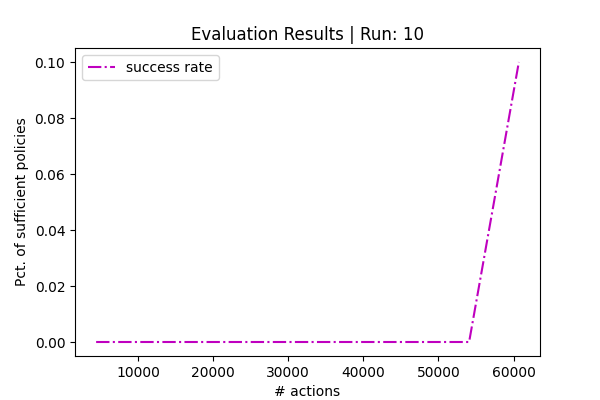 Evaluation Results | Run: 10
success rate
Pct. of sufficient policies
0.10
0.08
0.06
0.04
0.02
0.00
10000 20000 30000 40000 50000 60000
# actions